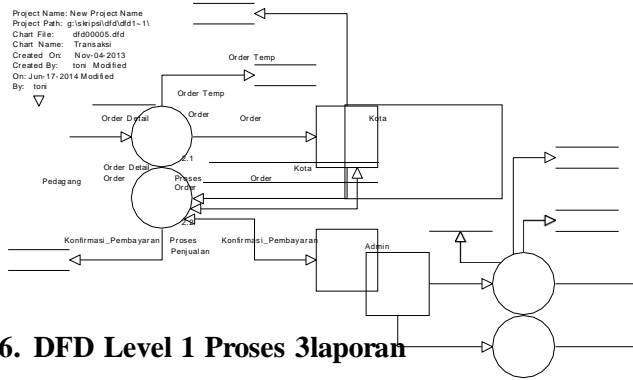 Project Name: New Project Name
Project Path: g:\skripsi\dfd\dfd1~1\
Chart File: dfd00005.dfd
Chart Name: Transaksi
Created On: Nov-04-2013
Created By: toni Modified
On: Jun-17-2014 Modified
By: toni
Order Temp
Order Temp
Order Detail
Order
Order
Kota
2.1
Order Detail
Kota
Pedagang
Order
Proses
Order
Order
2.2
Konfirmasi_Pembayaran
Proses
Penjualan
Konfirmasi_Pembayaran
Admin
6. DFD Level 1 Proses 3laporan